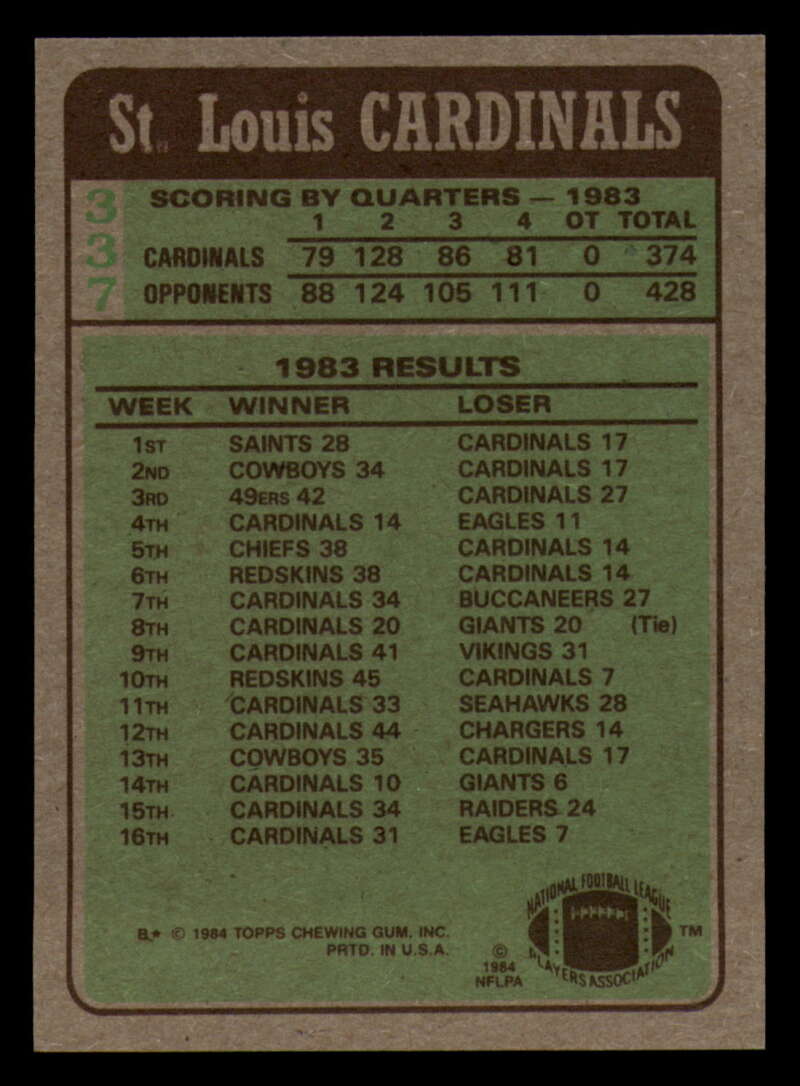 St. Louis CARDINALS
337
SCORING BY QUARTERS — 1983
1 2 3 4 OT TOTAL
CARDINALS 79 128 86 81 0 374
OPPONENTS 88 124 105 111 0 428
1983 RESULTS
WEEK WINNER LOSER
1ST SAINTS 28 CARDINALS 17
2ND COWBOYS 34 CARDINALS 17
3RD 49ERS 42 CARDINALS 27
4TH CARDINALS 14 EAGLES 11
5TH CHIEFS 38 CARDINALS 14
6TH REDSKINS 38 CARDINALS 14
7TH CARDINALS 34 BUCCANEERS 27
8TH CARDINALS 20 GIANTS 20 (Tie)
9TH CARDINALS 41 VIKINGS 31
10TH REDSKINS 45 CARDINALS 7
11TH CARDINALS 33 SEAHAWKS 28
12TH CARDINALS 44 CHARGERS 14
13TH COWBOYS 35 CARDINALS 17
14TH CARDINALS 10 GIANTS 6
15TH CARDINALS 34 RAIDERS 24
16TH CARDINALS 31 EAGLES 7
B.* © 1984 TOPPS CHEWING GUM, INC.
PRTD. IN U.S.A.
© 1984 NFLPA
NATIONAL FOOTBALL LEAGUE
PLAYERS ASSOCIATION
TM